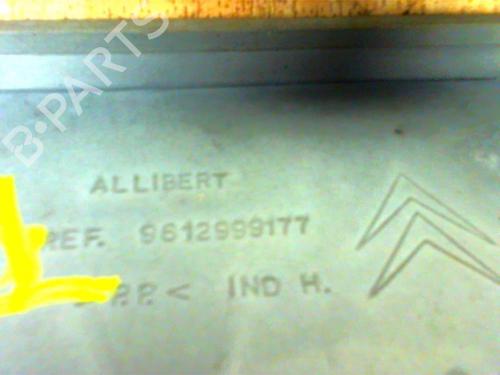 B-PARTS
ALLIBERT
REF. 9612999177
P.P.< IND H.